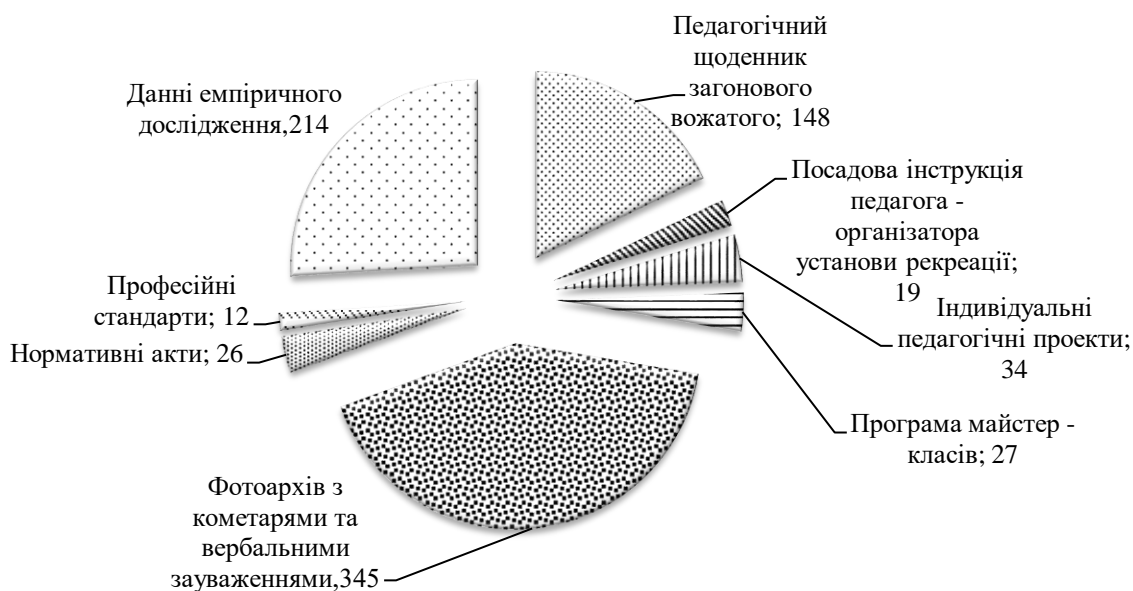 Педагогічний
щоденник
загонового
вожатого; 148
Посадова інструкція
педагога -
організатора
установи рекреації;
19
Індивідуальні
педагогічні проекти;
34
Програма майстер -
класів; 27
Фотоархів з
кометарями та
вербальними
зауваженнями,345
Нормативні акти; 26
Професійні
стандарти; 12
Данні емпіричного
дослідження,214